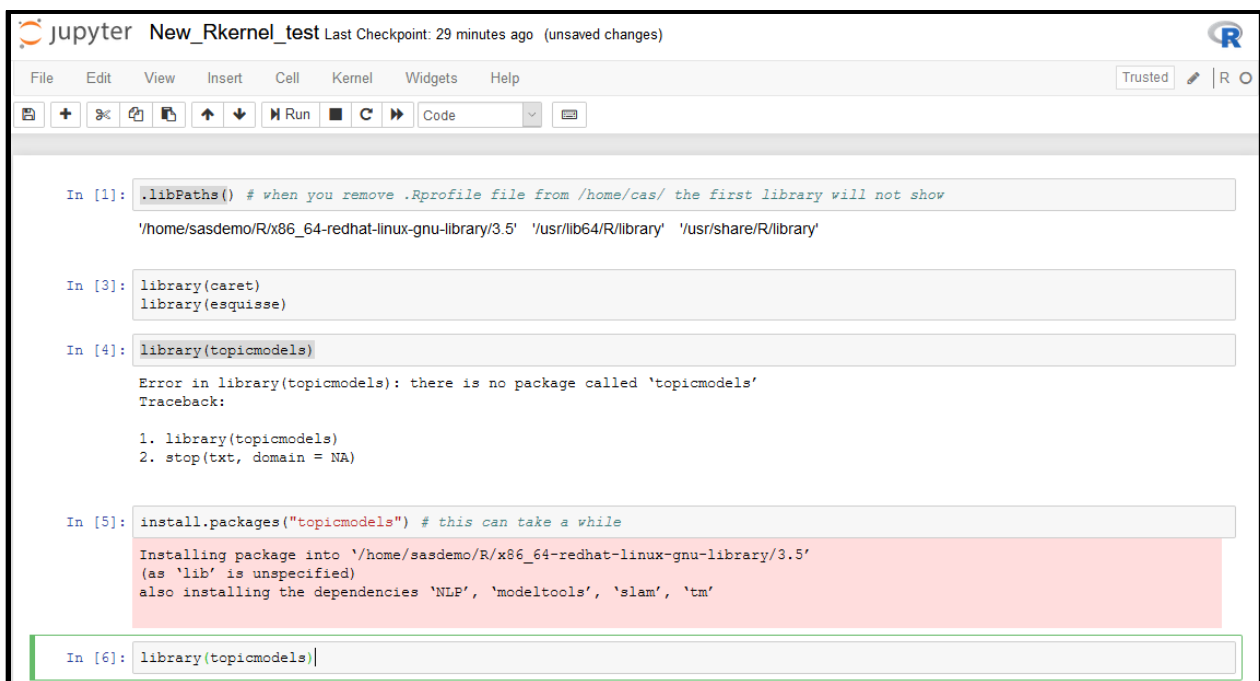 jupyter New_Rkernel_test Last Checkpoint: 29 minutes ago (unsaved changes)
R
File Edit View Insert Cell Kernel Widgets Help Trusted R
Run Code
In [1]: .libPaths() # when you remove .Rprofile file from /home/cas/ the first library will not show
'/home/sasdemo/R/x86_64-redhat-linux-gnu-library/3.5' '/usr/lib64/R/library' '/usr/share/R/library'
In [3]: library(caret)
library(esquisse)
In [4]: library(topicmodels)
Error in library(topicmodels): there is no package called ‘topicmodels’
Traceback:
1. library(topicmodels)
2. stop(txt, domain = NA)
In [5]: install.packages("topicmodels") # this can take a while
Installing package into ‘/home/sasdemo/R/x86_64-redhat-linux-gnu-library/3.5’
(as ‘lib’ is unspecified)
also installing the dependencies ‘NLP’, ‘modeltools’, ‘slam’, ‘tm’
In [6]: library(topicmodels)